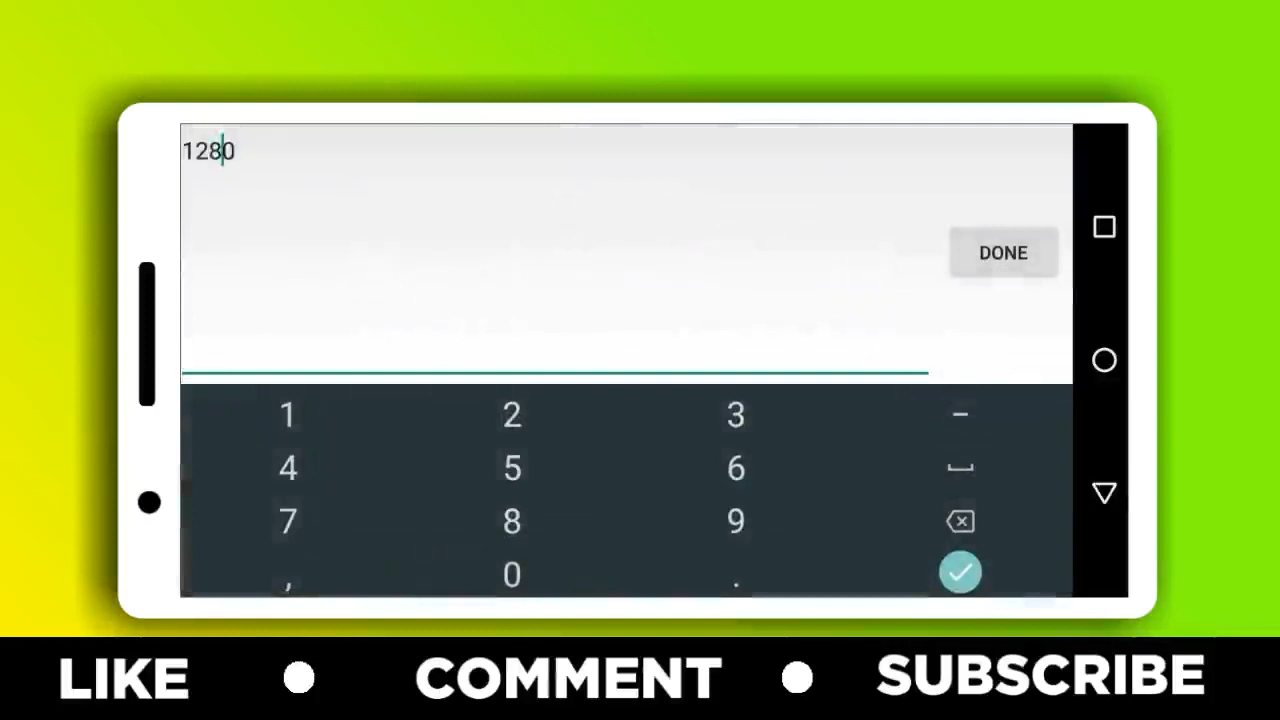 1280
DONE
1 2 3 –
4 5 6
7 8 9
, 0 .
LIKE COMMENT SUBSCRIBE